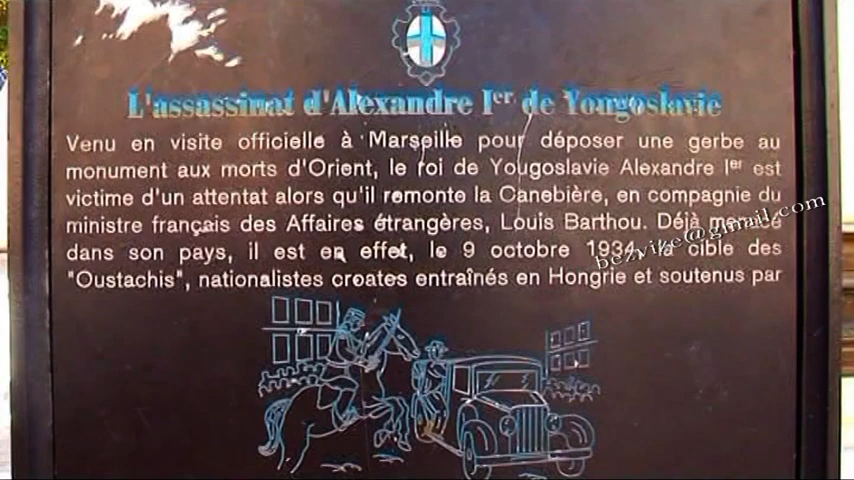 L'assassinat d'Alexandre Ier de Yougoslavie
Venu en visite officielle à Marseille pour déposer une gerbe au
monument aux morts d'Orient, le roi de Yougoslavie Alexandre Ier est
victime d'un attentat alors qu'il remonte la Canebière, en compagnie du
ministre français des Affaires étrangères, Louis Barthou. Déjà menacé
dans son pays, il est en effet, le 9 octobre 1934, la cible des
"Oustachis", nationalistes croates entraînés en Hongrie et soutenus par
bezvize@gmail.com